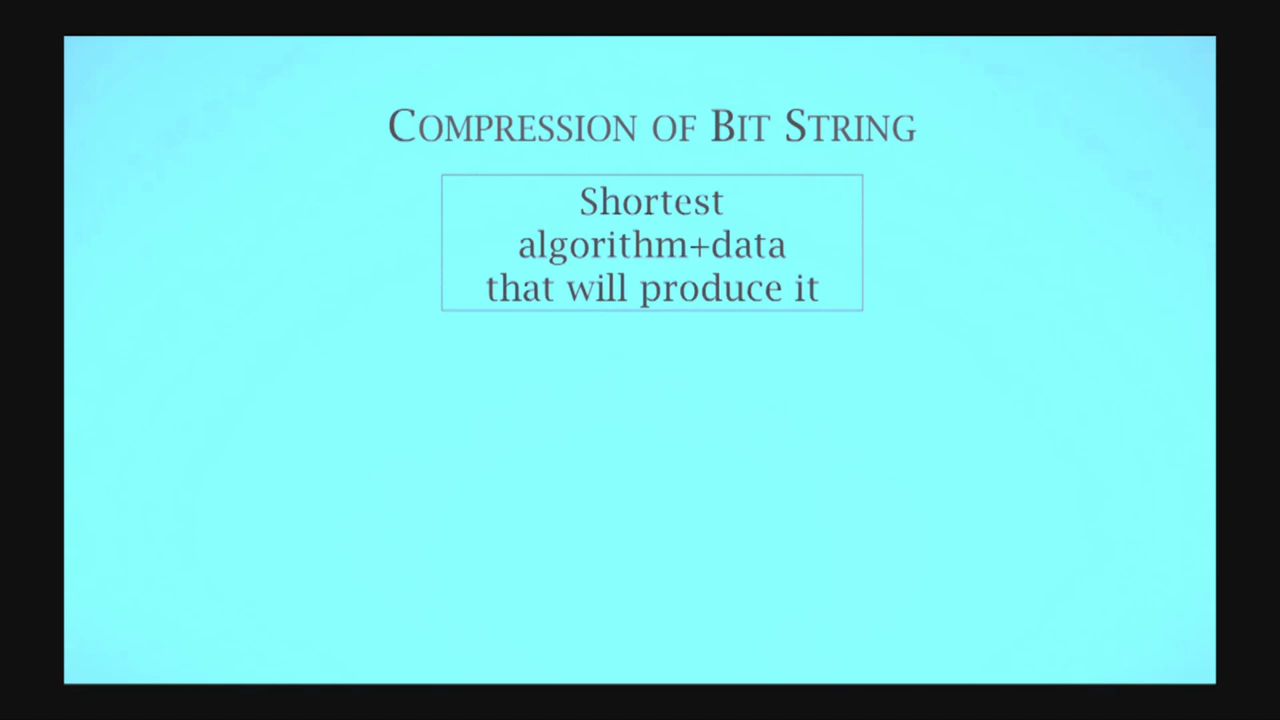 Compression of Bit String
Shortest
algorithm+data
that will produce it